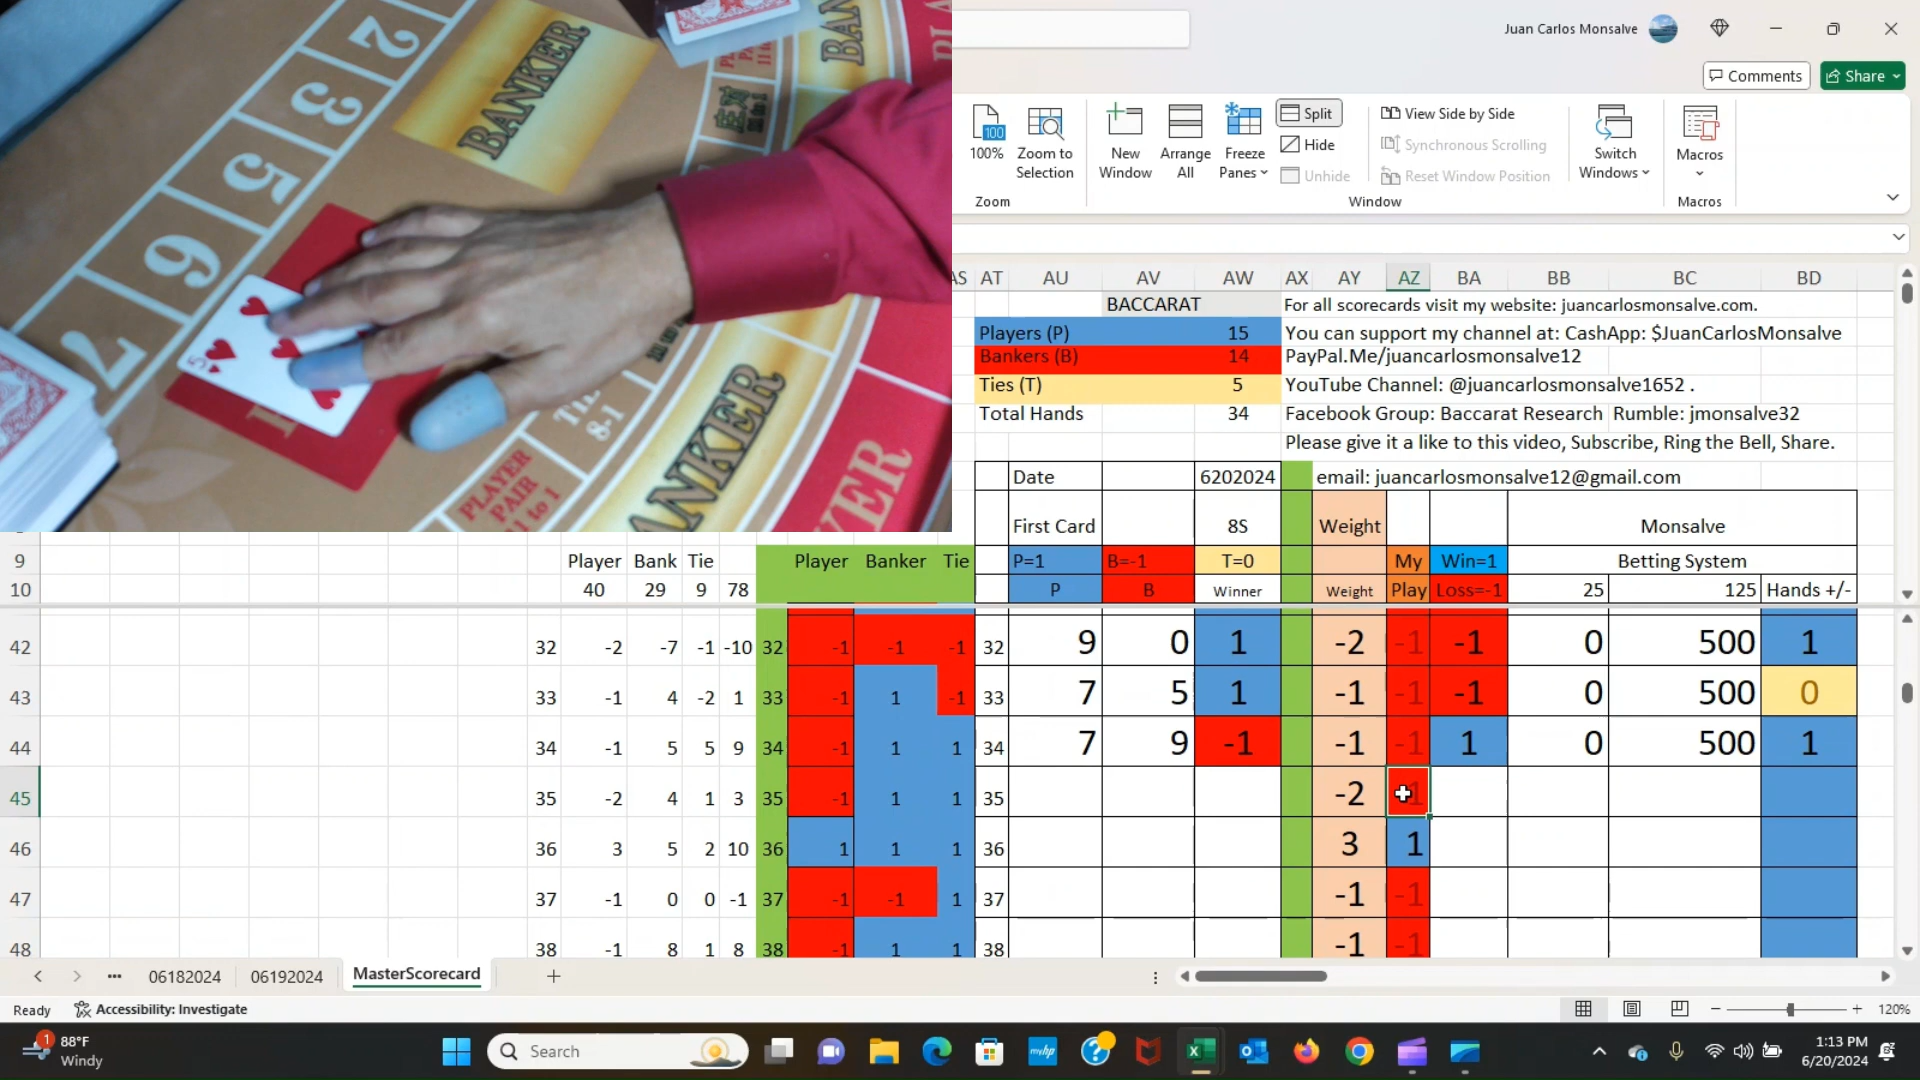 2
3
5
6
7
5
BANKER
BANKER
PLAYER
PAIR
11 to 1
8-1
Juan Carlos Monsalve
Comments
Share
100%
Zoom to Selection
New Window
Arrange All
Freeze Panes
Split
Hide
Unhide
View Side by Side
Synchronous Scrolling
Reset Window Position
Switch Windows
Macros
Zoom
Window
Macros
AS AT AU AV AW AX AY AZ BA BB BC BD
BACCARAT For all scorecards visit my website: juancarlosmonsalve.com.
Players (P) 15 You can support my channel at: CashApp: $JuanCarlosMonsalve
Bankers (B) 14 PayPal.Me/juancarlosmonsalve12
Ties (T) 5 YouTube Channel: @juancarlosmonsalve1652 .
Total Hands 34 Facebook Group: Baccarat Research Rumble: jmonsalve32
Please give it a like to this video, Subscribe, Ring the Bell, Share.
Date 6202024 email: juancarlosmonsalve12@gmail.com
First Card 8S Weight Monsalve
9 Player Bank Tie Player Banker Tie P=1 B=-1 T=0 My Win=1 Betting System
10 40 29 9 78 P B Winner Weight Play Loss=-1 25 125 Hands +/-
42 32 -2 -7 -1 -10 32 -1 -1 -1 32 9 0 1 -2 -1 -1 0 500 1
43 33 -1 4 -2 1 33 -1 1 -1 33 7 5 1 -1 -1 -1 0 500 0
44 34 -1 5 5 9 34 -1 1 1 34 7 9 -1 -1 -1 1 0 500 1
45 35 -2 4 1 3 35 -1 1 1 35 -2
46 36 3 5 2 10 36 1 1 1 36 3 1
47 37 -1 0 0 -1 37 -1 -1 1 37 -1 -1
48 38 -1 8 1 8 38 -1 1 1 38 -1 -1
06182024 06192024 MasterScorecard
Ready Accessibility: Investigate 120%
1
88°F
Windy
Search
myhp
1:13 PM
6/20/2024